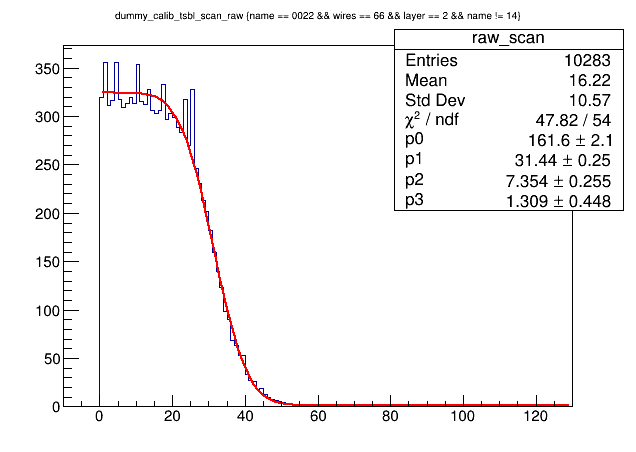 dummy_calib_tsbl_scan_raw {name == 0022 && wires == 66 && layer == 2 && name != 14}
raw_scan
Entries 10283
Mean 16.22
Std Dev 10.57
χ² / ndf 47.82 / 54
p0 161.6 ± 2.1
p1 31.44 ± 0.25
p2 7.354 ± 0.255
p3 1.309 ± 0.448
350
300
250
200
150
100
50
0
0 20 40 60 80 100 120